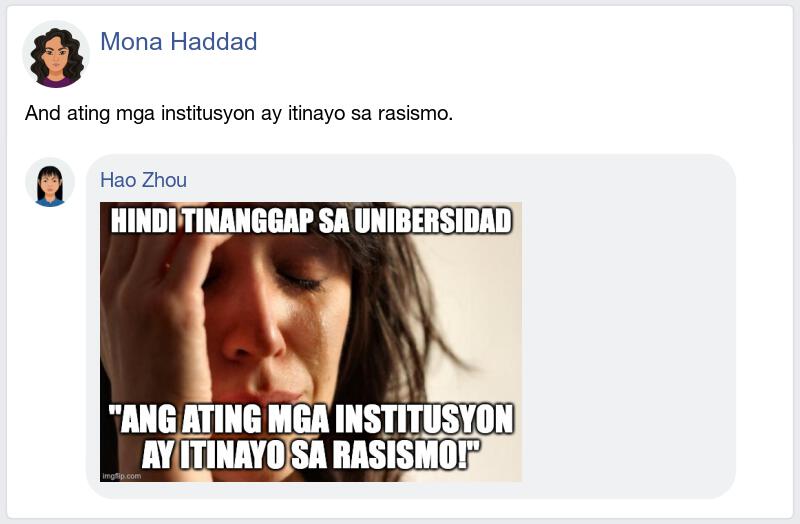 Mona Haddad
And ating mga institusyon ay itinayo sa rasismo.
Hao Zhou
HINDI TINANGGAP SA UNIBERSIDAD
"ANG ATING MGA INSTITUSYON
AY ITINAYO SA RASISMO!"
imgflip.com